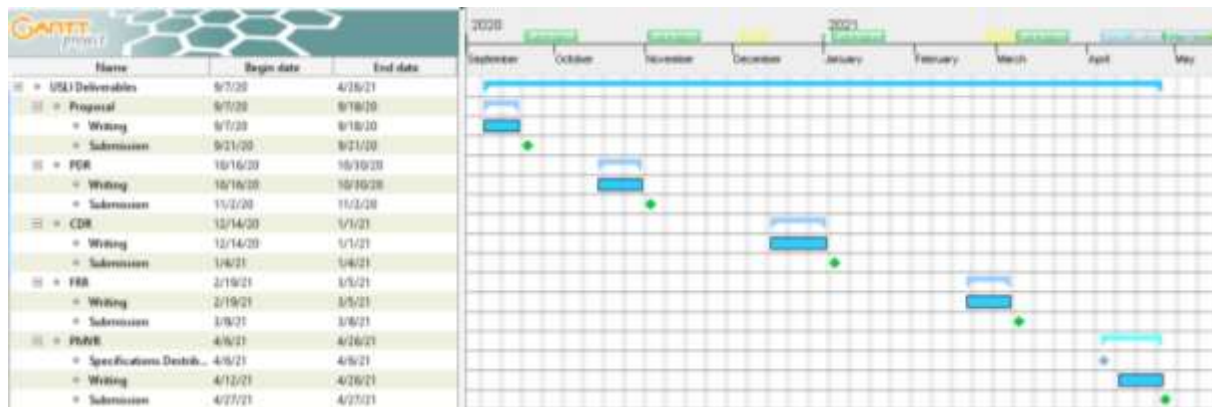 GANTT
project
2020 2021
Name Begin date End date September October November December January February March April May
USLI Deliverables 9/7/20 4/26/21
Proposal 9/7/20 9/18/20
Writing 9/7/20 9/18/20
Submission 9/21/20 9/21/20
PDR 10/16/20 10/30/20
Writing 10/16/20 10/30/20
Submission 11/2/20 11/2/20
CDR 12/14/20 1/1/21
Writing 12/14/20 1/1/21
Submission 1/4/21 1/4/21
FRR 2/19/21 3/5/21
Writing 2/19/21 3/5/21
Submission 3/8/21 3/8/21
4/6/21 4/26/21
Specifications Destrib... 4/6/21 4/6/21
Writing 4/12/21 4/26/21
Submission 4/27/21 4/27/21